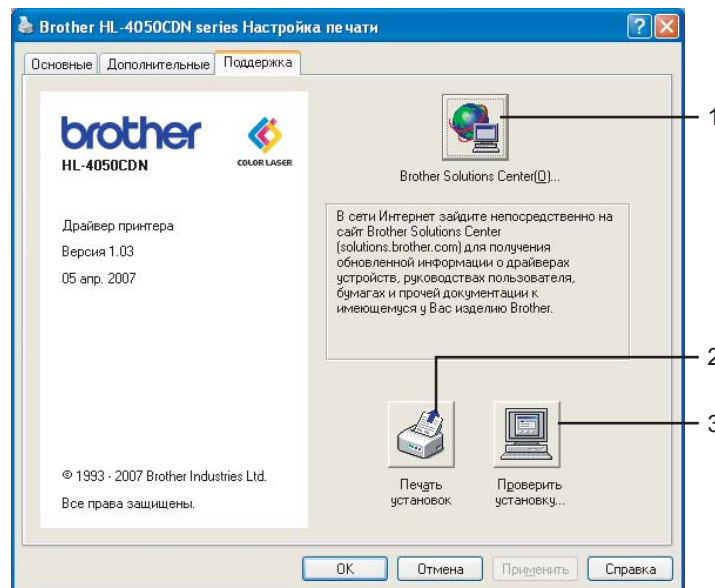 Brother HL-4050CDN series Настройка печати
Основные Дополнительные Поддержка
brother
HL-4050CDN
COLOR LASER
Драйвер принтера
Версия 1.03
05 апр. 2007
© 1993 - 2007 Brother Industries Ltd.
Все права защищены.
1
Brother Solutions Center(O)...
В сети Интернет зайдите непосредственно на
сайт Brother Solutions Center
(solutions.brother.com) для получения
обновленной информации о драйверах
устройств, руководствах пользователя,
бумагах и прочей документации к
имеющемуся у Вас изделию Brother.
2
3
Печать
установок
Проверить
установку...
OK Отмена Применить Справка